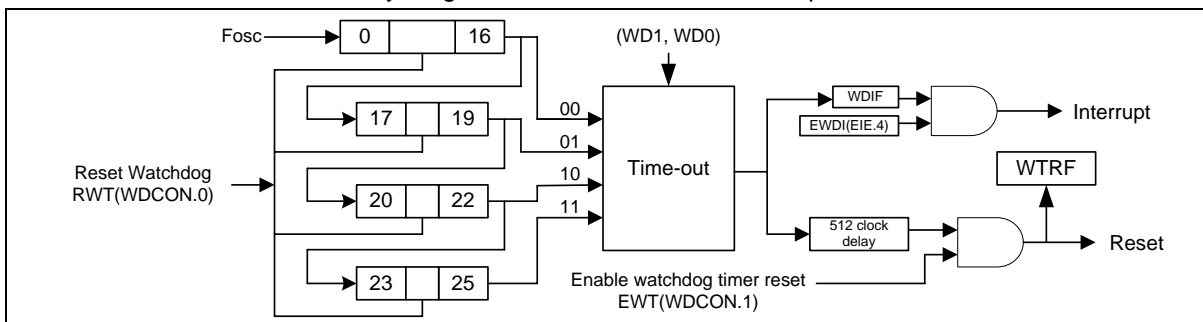 Fosc
0
16
(WD1, WD0)
17
19
00
WDIF
EWDI(EIE.4)
Interrupt
01
Reset Watchdog
RWT(WDCON.0)
Time-out
WTRF
20
22
10
11
512 clock
delay
Reset
23
25
Enable watchdog timer reset
EWT(WDCON.1)